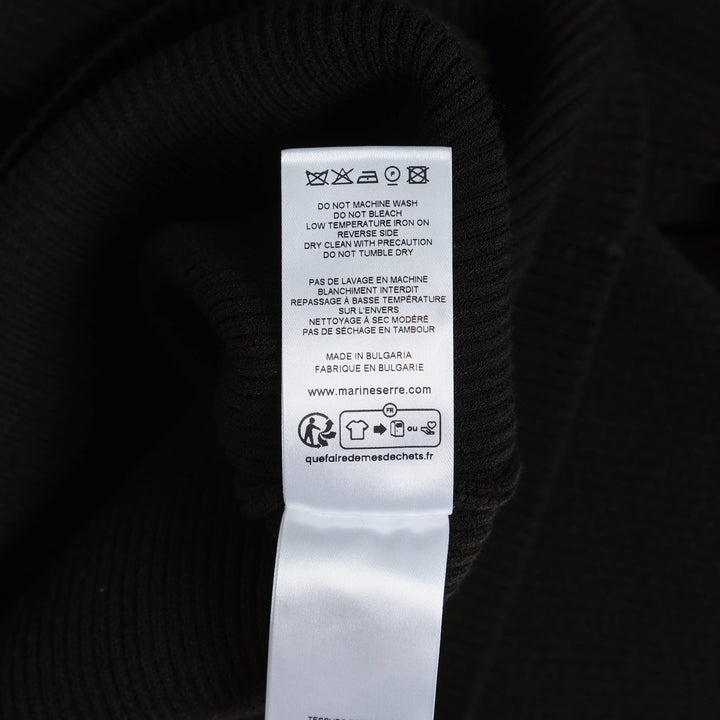 DO NOT MACHINE WASH
DO NOT BLEACH
LOW TEMPERATURE IRON ON
REVERSE SIDE
DRY CLEAN WITH PRECAUTION
DO NOT TUMBLE DRY
PAS DE LAVAGE EN MACHINE
BLANCHIMENT INTERDIT
REPASSAGE À BASSE TEMPÉRATURE
SUR L'ENVERS
NETTOYAGE À SEC MODÉRÉ
PAS DE SÉCHAGE EN TAMBOUR
MADE IN BULGARIA
FABRIQUE EN BULGARIE
www.marineserre.com
FR
OU
quefairedemesdechets.fr